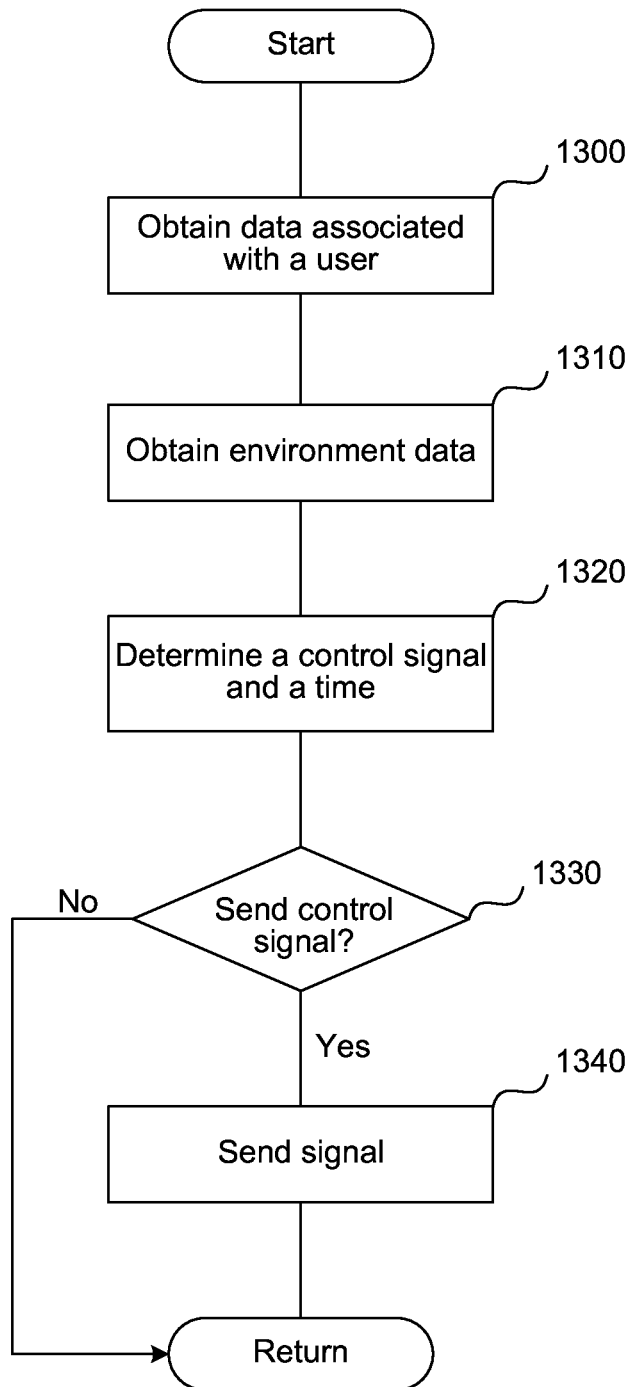 Start
1300
Obtain data associated
with a user
1310
Obtain environment data
1320
Determine a control signal
and a time
1330
No
Send control
signal?
Yes
1340
Send signal
Return